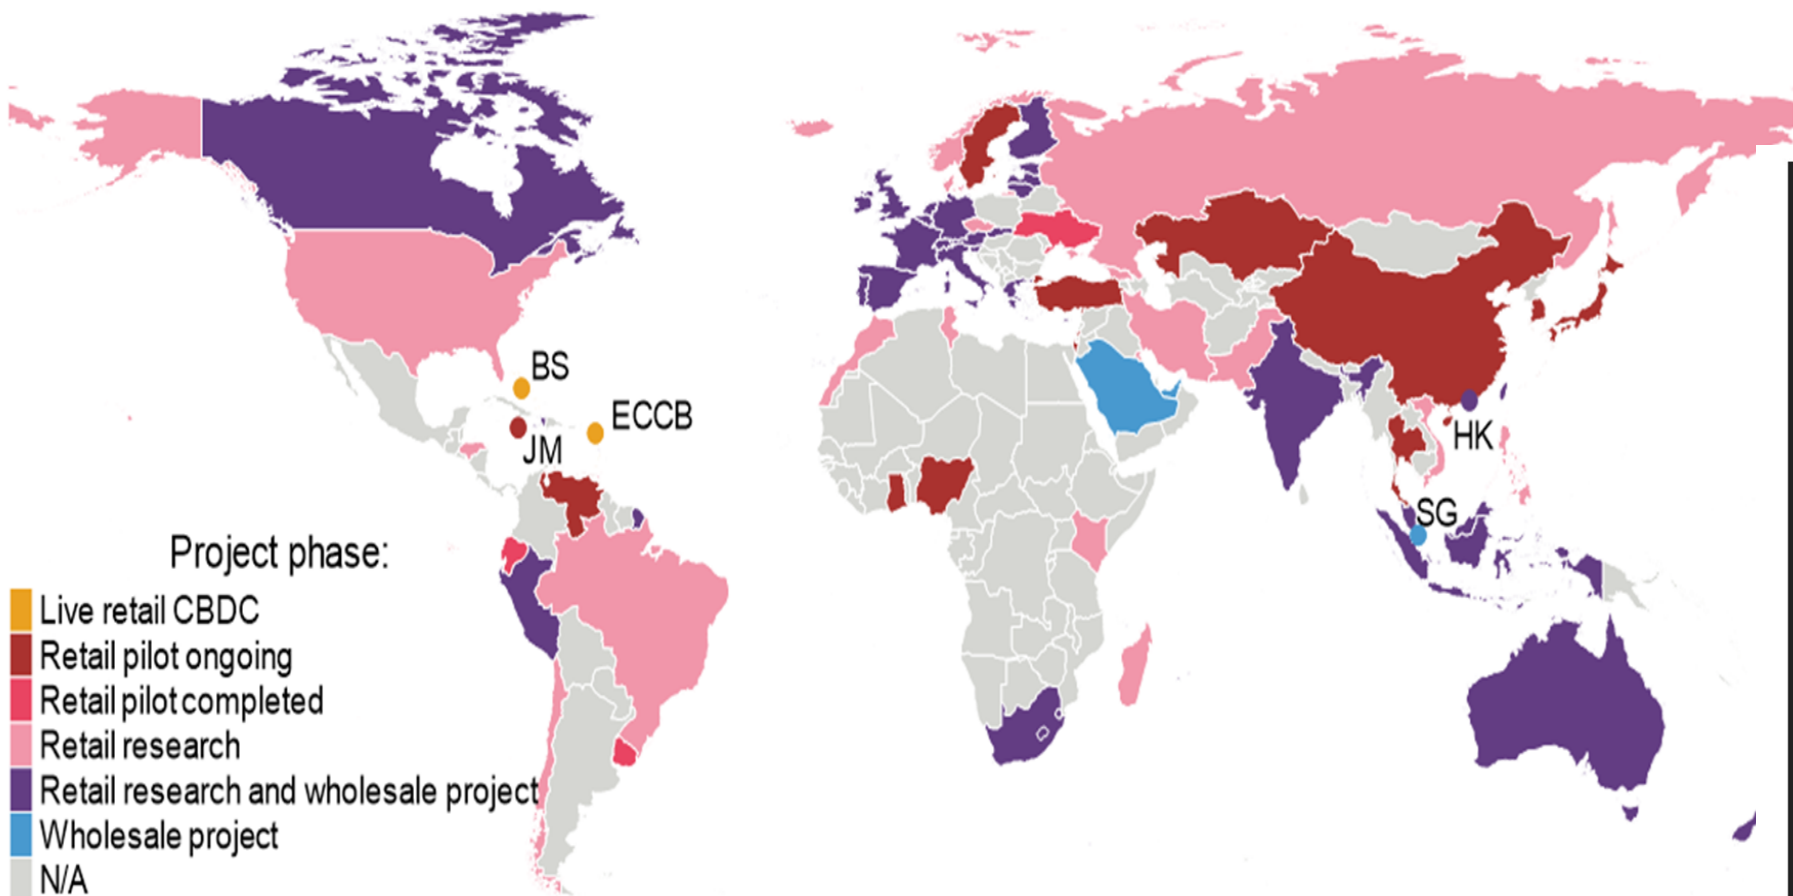 BS
ECCB
JM
HK
SG
Project phase:
Live retail CBDC
Retail pilot ongoing
Retail pilot completed
Retail research
Retail research and wholesale project
Wholesale project
N/A